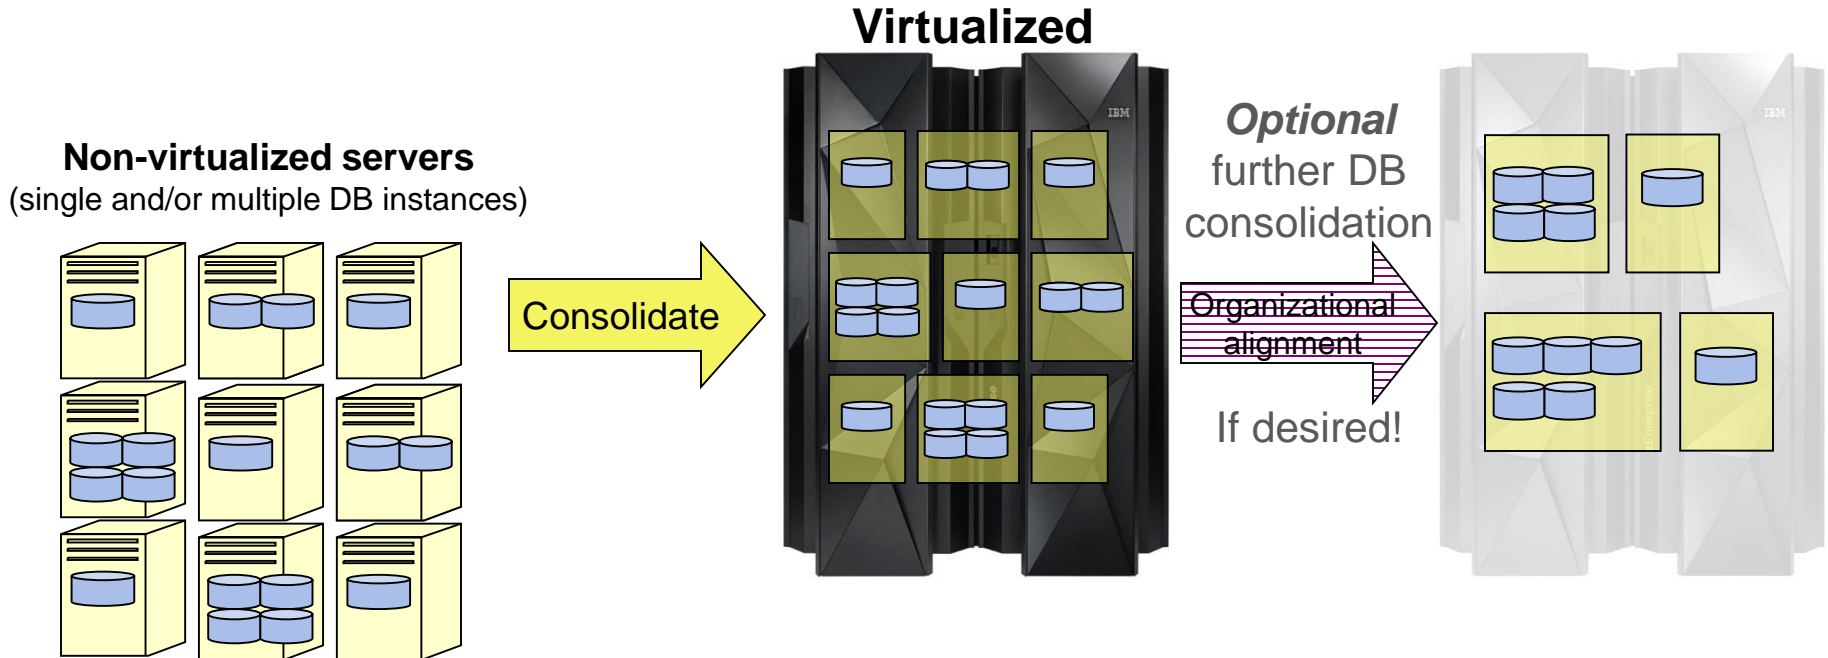 Virtualized
Non-virtualized servers
(single and/or multiple DB instances)
Consolidate
IBM
Optional
further DB
consolidation
Organizational
alignment
If desired!
IBM
Enterprise